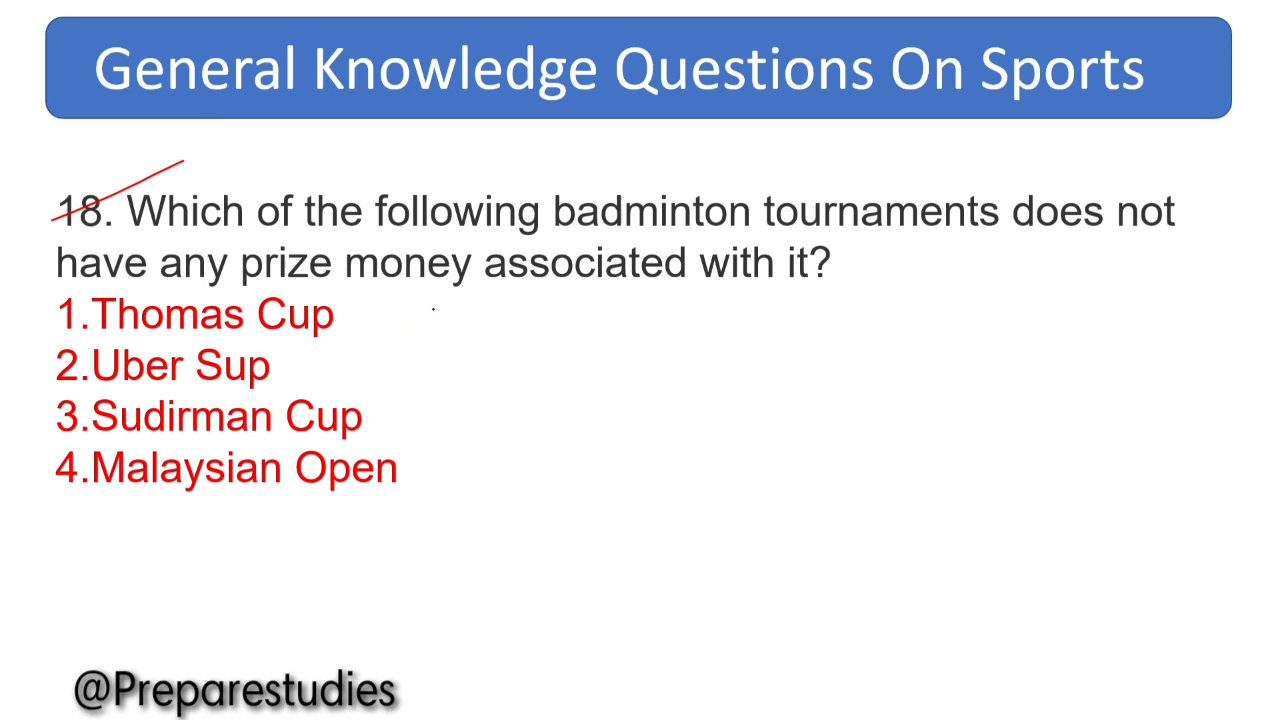 General Knowledge Questions On Sports
18. Which of the following badminton tournaments does not
have any prize money associated with it?
1.Thomas Cup
2.Uber Sup
3.Sudirman Cup
4.Malaysian Open
@Preparestudies